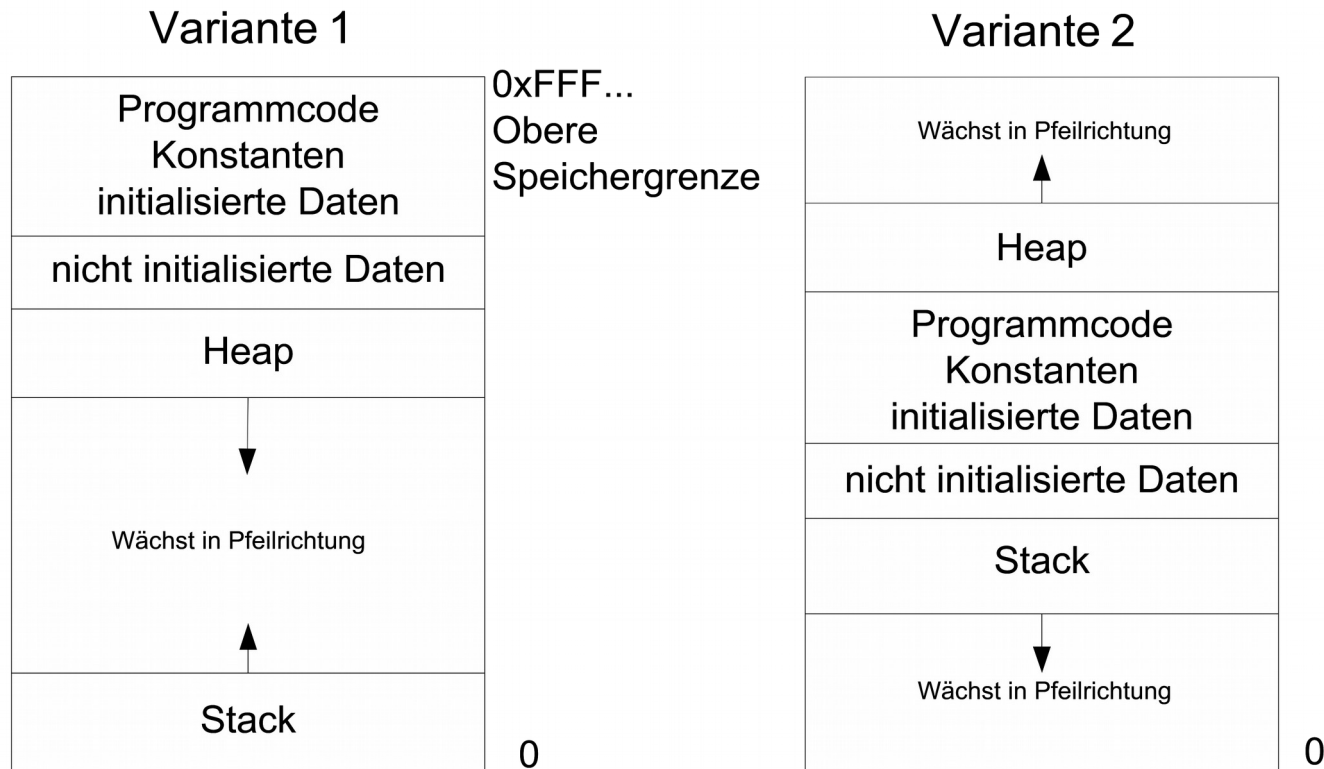 Variante 1
0xFFF...
Obere
Speichergrenze
Programmcode
Konstanten
initialisierte Daten
nicht initialisierte Daten
Heap
Wächst in Pfeilrichtung
Stack
0
Variante 2
Wächst in Pfeilrichtung
Heap
Programmcode
Konstanten
initialisierte Daten
nicht initialisierte Daten
Stack
Wächst in Pfeilrichtung
0